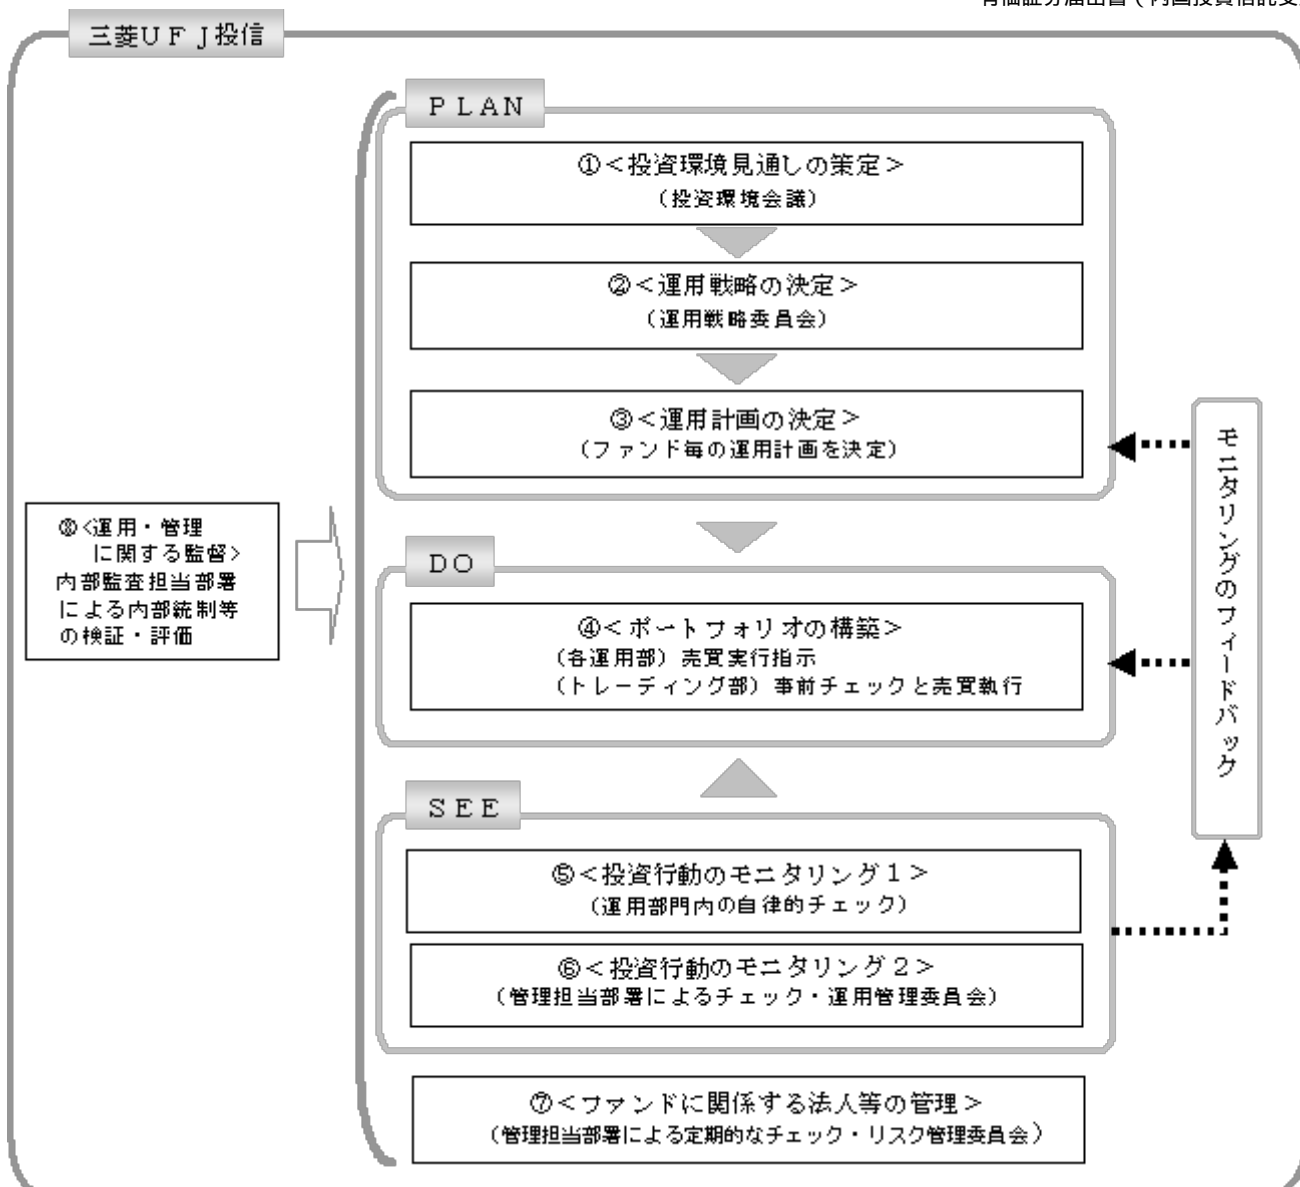 三菱UFJ投信
PLAN
①<投資環境見通しの策定>
(投資環境会議)
②<運用戦略の決定>
(運用戦略委員会)
③<運用計画の決定>
(ファンド毎の運用計画を決定)
DO
④<ポートフォリオの構築>
(各運用部)売買実行指示
(トレーディング部)事前チェックと売買執行
SEE
⑤<投資行動のモニタリング1>
(運用部門内の自律的チェック)
⑥<投資行動のモニタリング2>
(管理担当部署によるチェック・運用管理委員会)
⑦<ファンドに関係する法人等の管理>
(管理担当部署による定期的なチェック・リスク管理委員会)
⑧<運用・管理
に関する監督>
内部監査担当部署
による内部統制等
の検証・評価
モニタリングのフィードバック